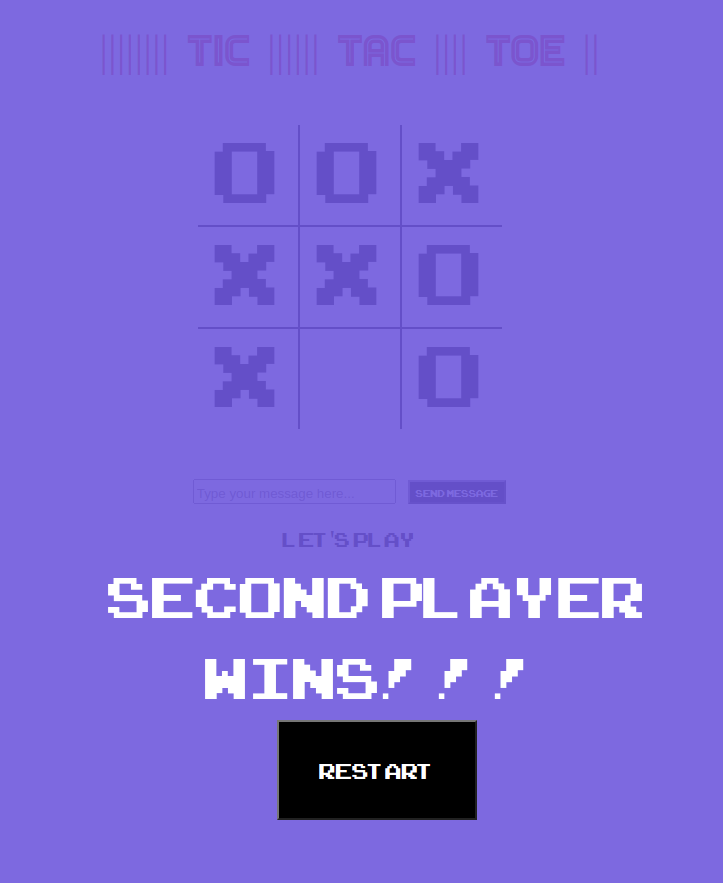 |||||||| TIC |||||| TAC |||| TOE ||
O O X
X X O
X O
Type your message here... SEND MESSAGE
LET'S PLAY
SECOND PLAYER
WINS!!!
RESTART